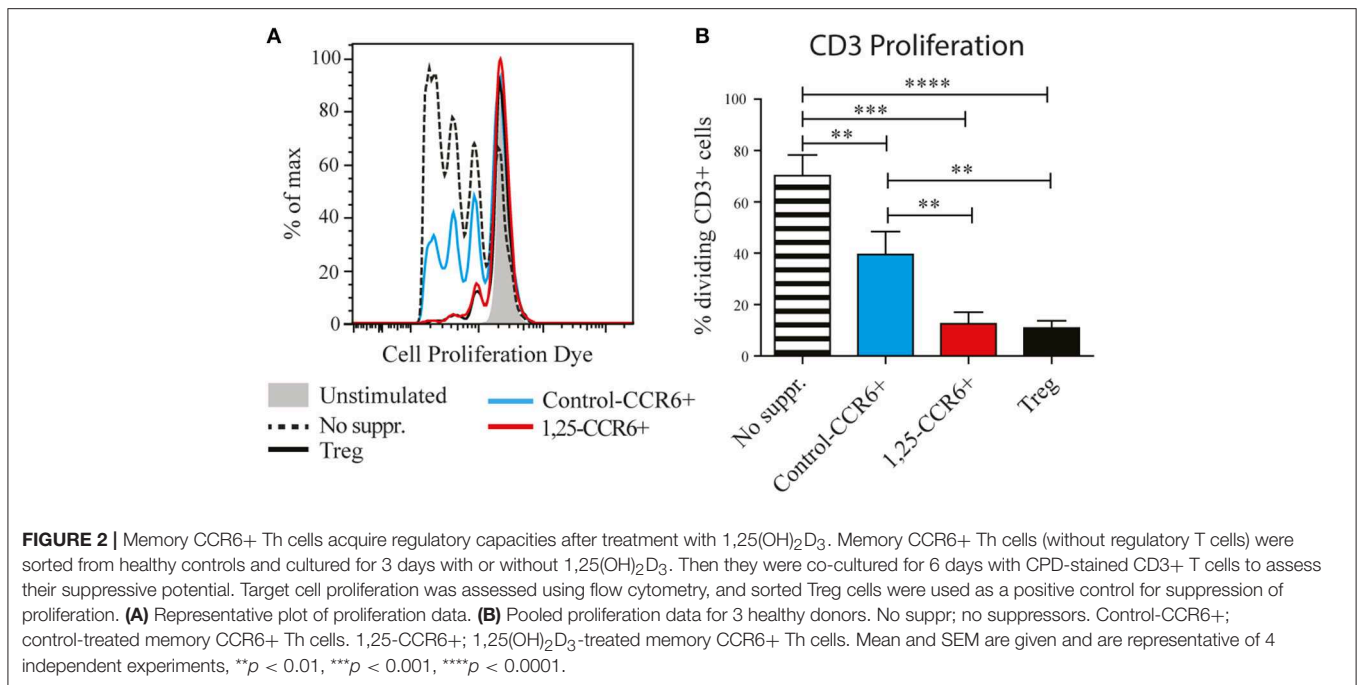 A
100
80
60
40
20
0
% of max
Cell Proliferation Dye
Unstimulated
No suppr.
Treg
Control-CCR6+
1,25-CCR6+
B
CD3 Proliferation
****
***
**
**
**
100
80
60
40
20
0
% dividing CD3+ cells
No suppr.
Control-CCR6+
1,25-CCR6+
Treg
FIGURE 2 | Memory CCR6+ Th cells acquire regulatory capacities after treatment with 1,25(OH)₂D₃. Memory CCR6+ Th cells (without regulatory T cells) were
sorted from healthy controls and cultured for 3 days with or without 1,25(OH)₂D₃. Then they were co-cultured for 6 days with CPD-stained CD3+ T cells to assess
their suppressive potential. Target cell proliferation was assessed using flow cytometry, and sorted Treg cells were used as a positive control for suppression of
proliferation. (A) Representative plot of proliferation data. (B) Pooled proliferation data for 3 healthy donors. No suppr; no suppressors. Control-CCR6+;
control-treated memory CCR6+ Th cells. 1,25-CCR6+; 1,25(OH)₂D₃-treated memory CCR6+ Th cells. Mean and SEM are given and are representative of 4
independent experiments, **p < 0.01, ***p < 0.001, ****p < 0.0001.